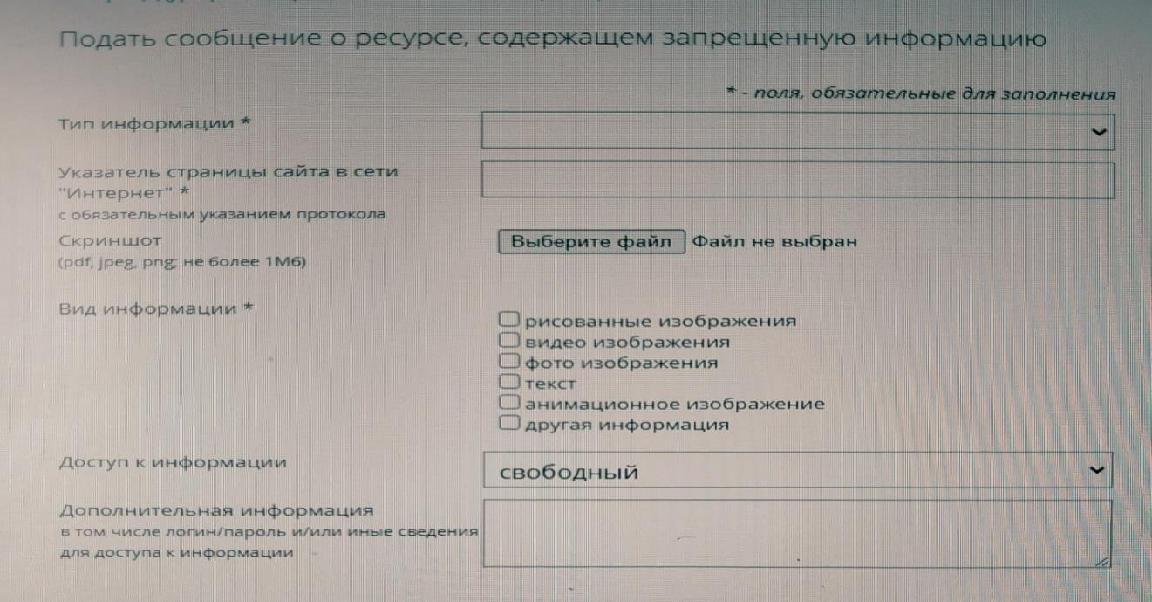 Подать сообщение о ресурсе, содержащем запрещенную информацию
* - поля, обязательные для заполнения
Тип информации *
Указатель страницы сайта в сети
"Интернет" *
с обязательным указанием протокола
Скриншот
Выберите файл Файл не выбран
(pdf, jpeg, png; не более 1Мб)
Вид информации *
рисованные изображения
видео изображения
фото изображения
текст
анимационное изображение
другая информация
Доступ к информации
свободный
Дополнительная информация
в том числе логин/пароль и/или иные сведения
для доступа к информации